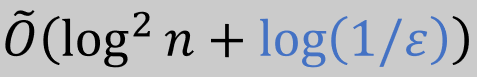 Õ(log² n + log(1/ε))